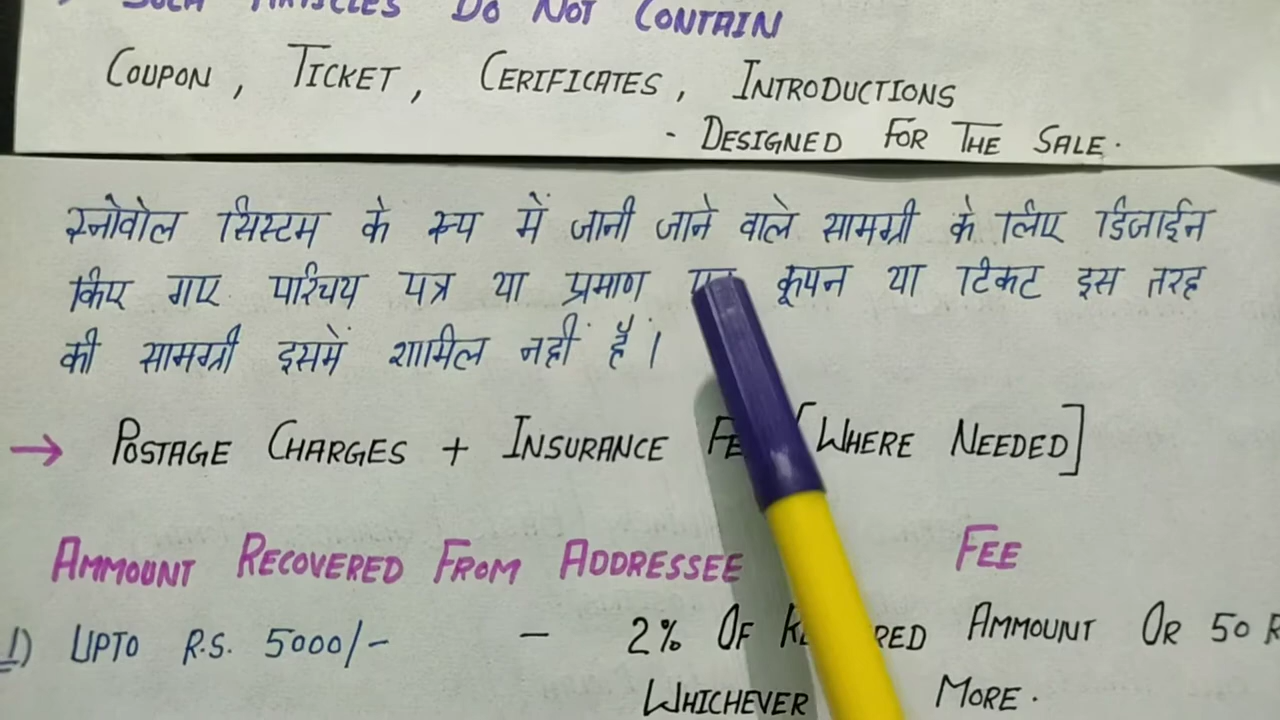 SUCH ARTICLES DO NOT CONTAIN
COUPON, TICKET, CERIFICATES, INTRODUCTIONS
- DESIGNED FOR THE SALE.
स्नोवोल सिस्टम के रूप में जानी जाने वाले सामग्री के लिए डिजाईन
किए गए परिचय पत्र या प्रमाण कूपन या टिकट इस तरह
की सामग्री इसमें शामिल नहीं है।
→ POSTAGE CHARGES + INSURANCE [WHERE NEEDED]
AMMOUNT RECOVERED FROM ADDRESSEE FEE
1) UPTO R.S. 5000/- - 2% OF AMMOUNT OR 50
WHICHEVER MORE.